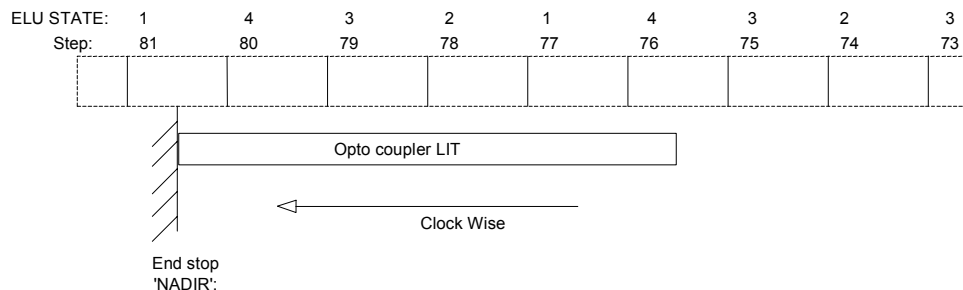 ELU STATE: 1 4 3 2 1 4 3 2 3
Step: 81 80 79 78 77 76 75 74 73
Opto coupler LIT
Clock Wise
End stop
'NADIR':